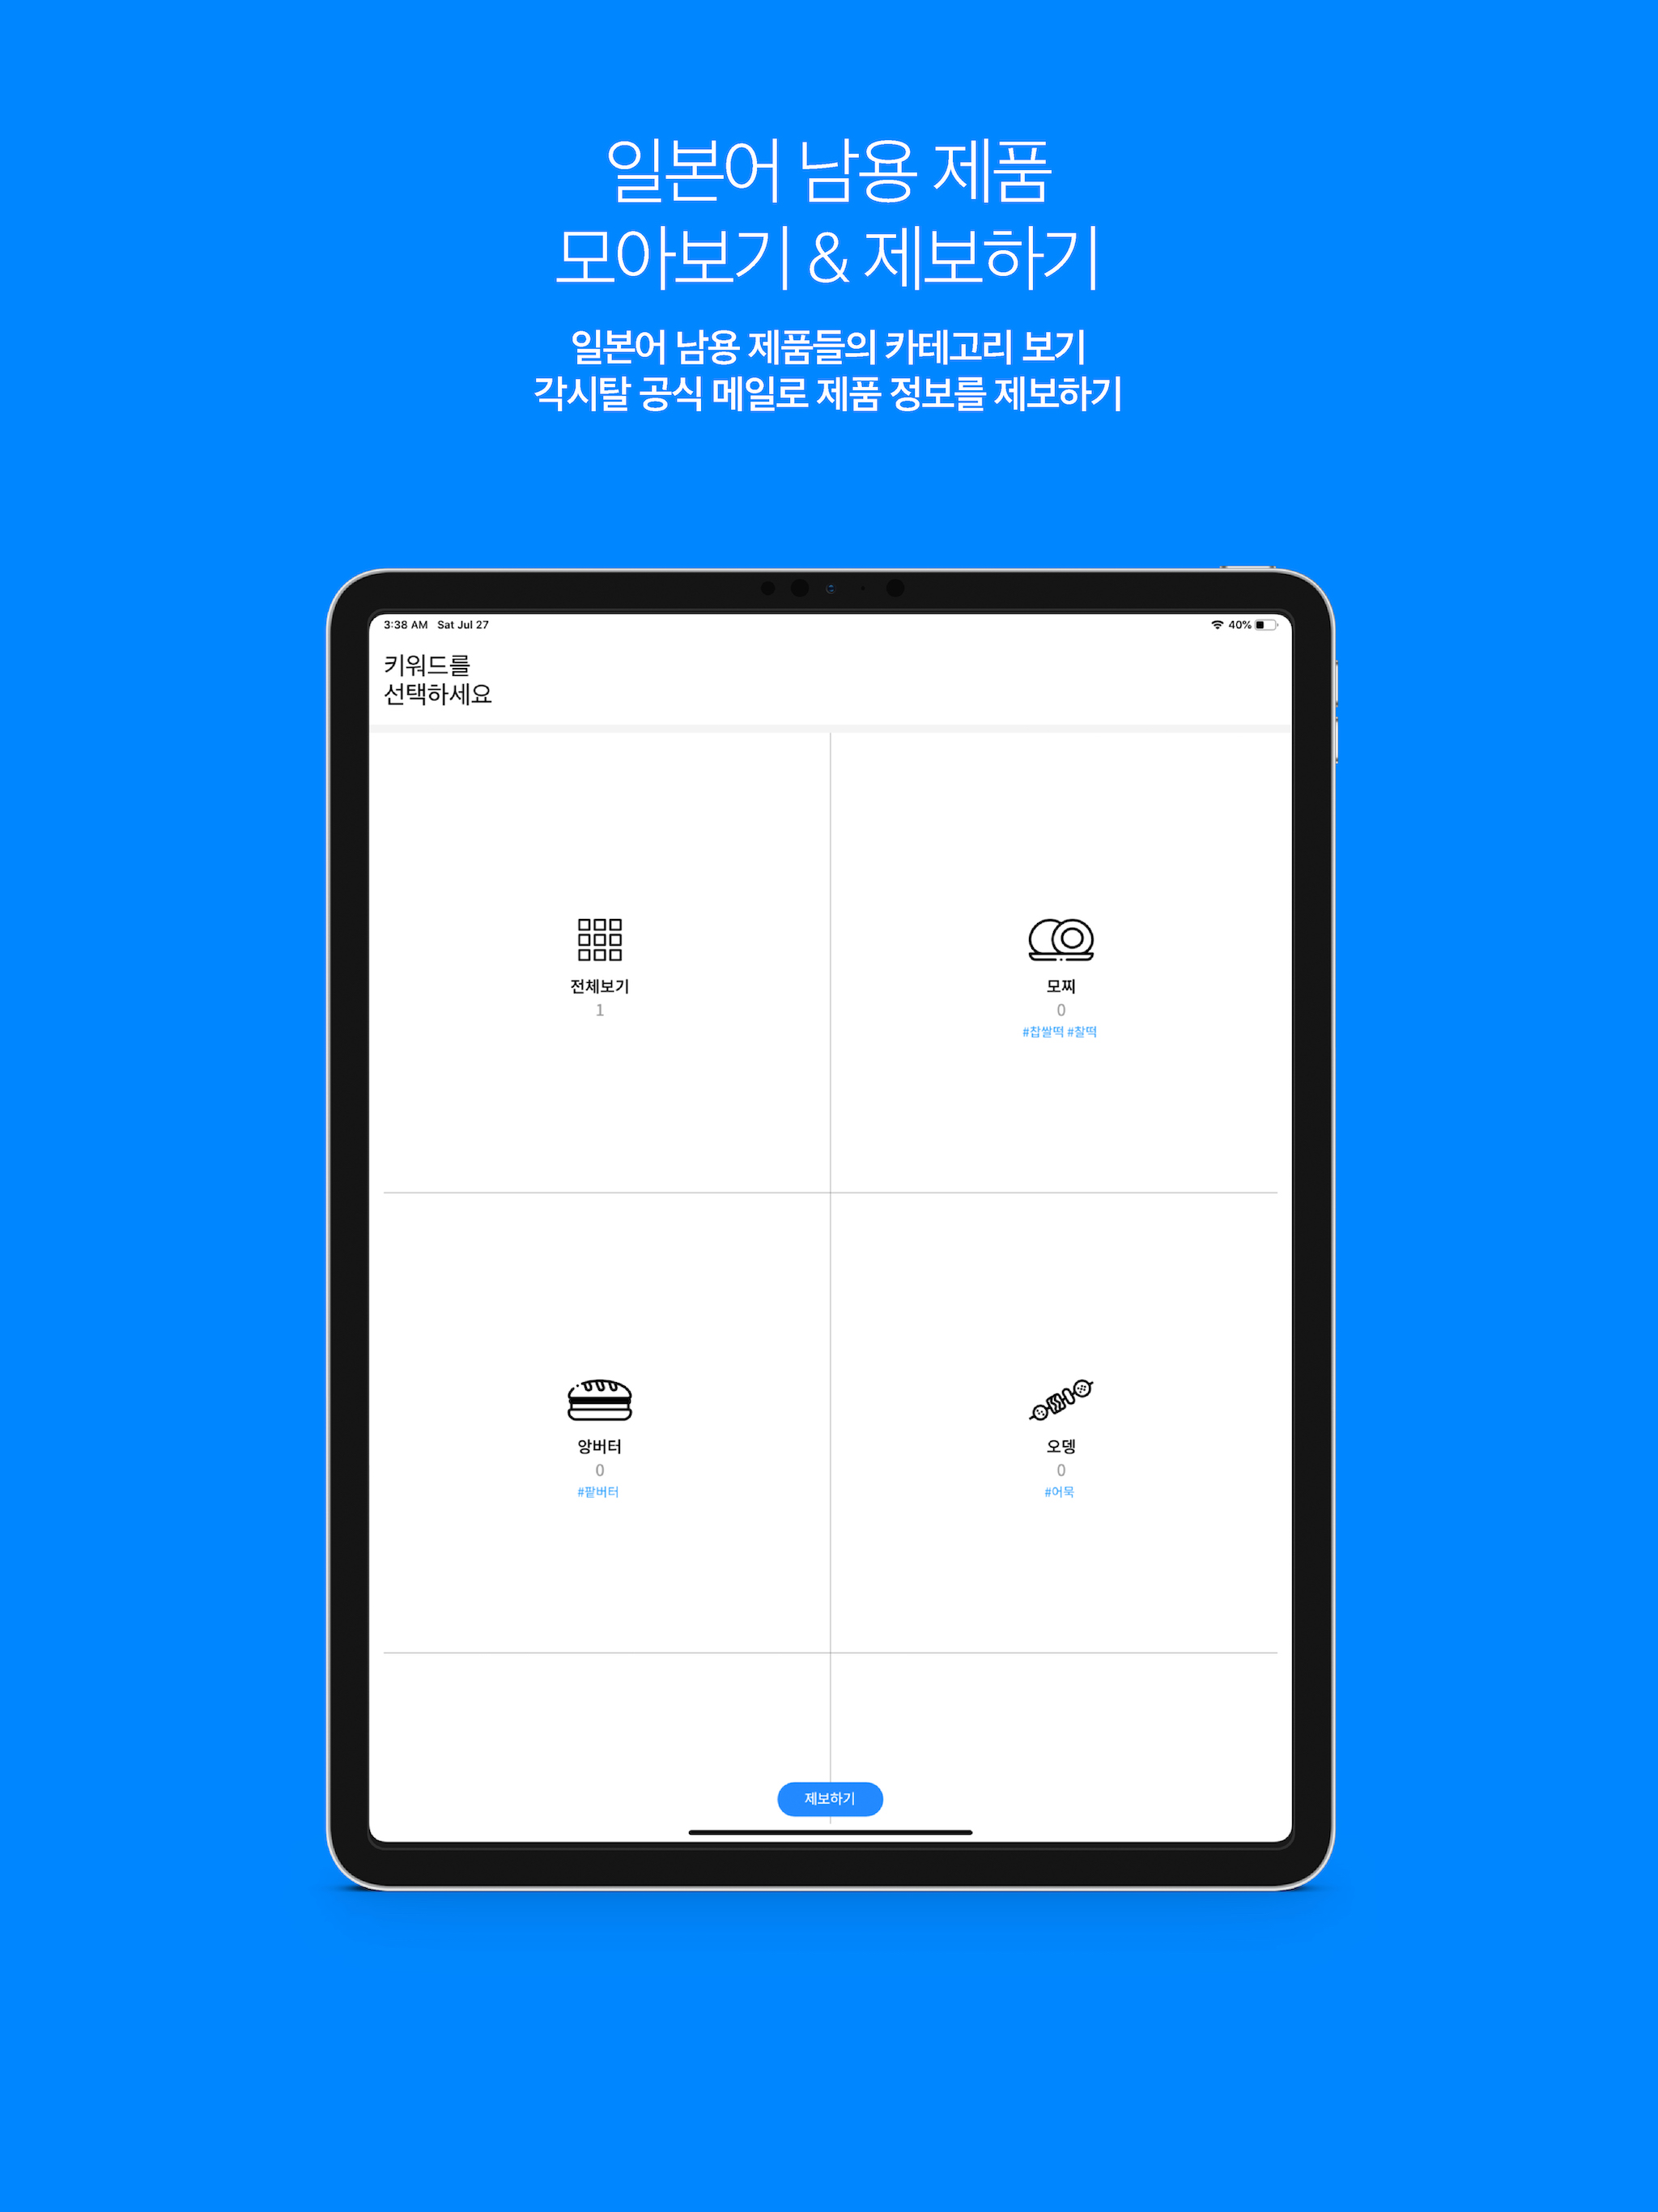 일본어 남용 제품
모아보기 & 제보하기
일본어 남용 제품들의 카테고리 보기
각시탈 공식 메일로 제품 정보를 제보하기
3:38 AM Sat Jul 27
40%
키워드를
선택하세요
전체보기
1
모찌
0
#찹쌀떡 #찰떡
앙버터
0
#팥버터
오뎅
0
#어묵
제보하기